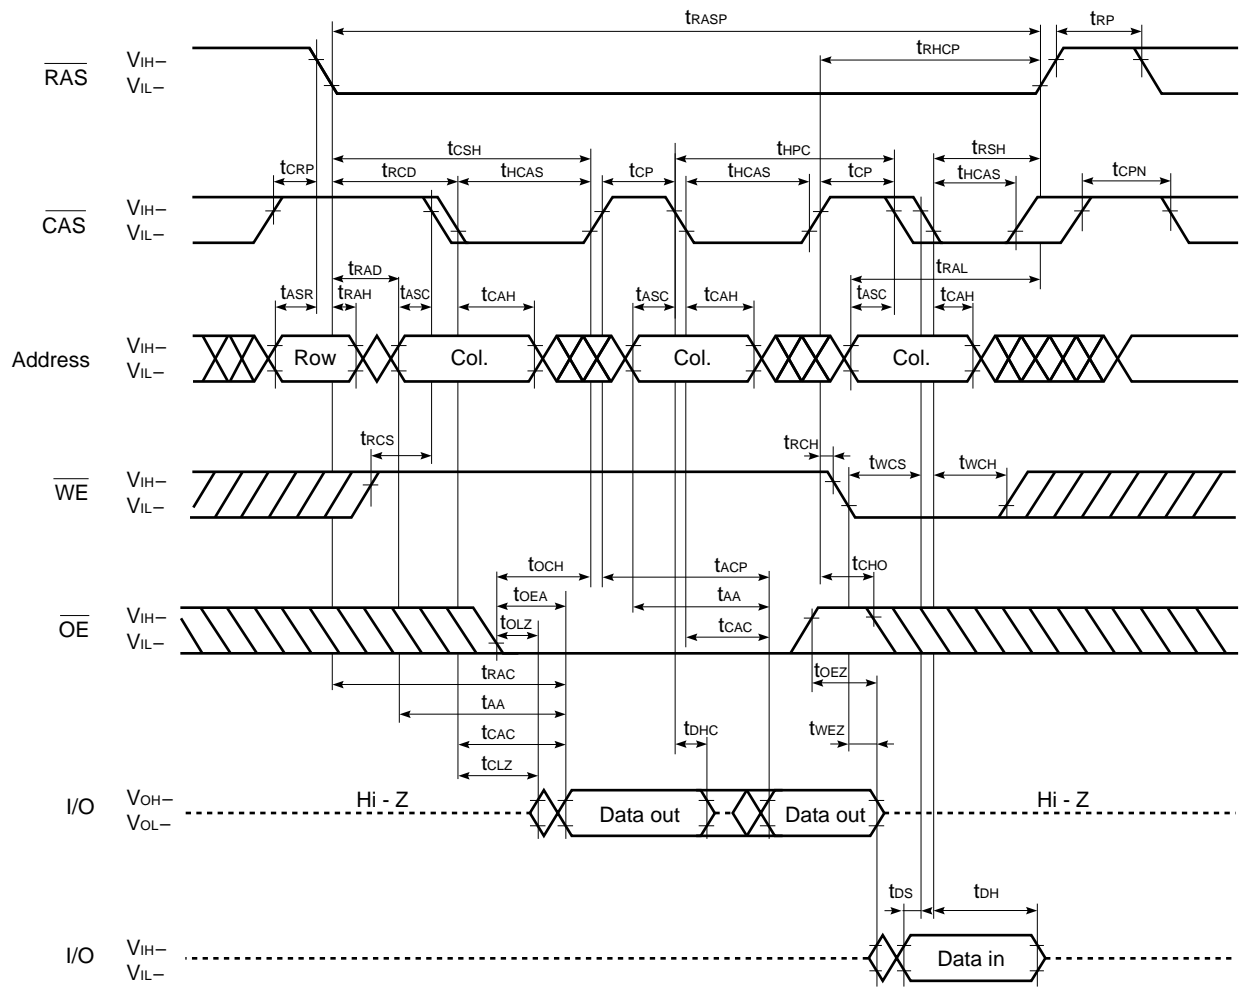 tRASP tRP
tRHCP
RAS VIH–
VIL–
tCSH tHPC tRSH
tCRP tRCD tHCAS tCP tHCAS tCP tHCAS tCPN
CAS VIH–
VIL–
tRAD tRAL
tASR tRAH tASC tCAH tASC tCAH tASC tCAH
Address VIH–
VIL–
Row Col. Col. Col.
tRCS tRCH tWCS tWCH
WE VIH–
VIL–
tOCH tACP tCHO
tOEA tAA
OE VIH–
VIL–
tOLZ tCAC
tRAC tOEZ
tAA
tCAC tDHC tWEZ
tCLZ
I/O VOH–
VOL–
Hi - Z Data out Data out Hi - Z
tDS tDH
I/O VIH–
VIL–
Data in